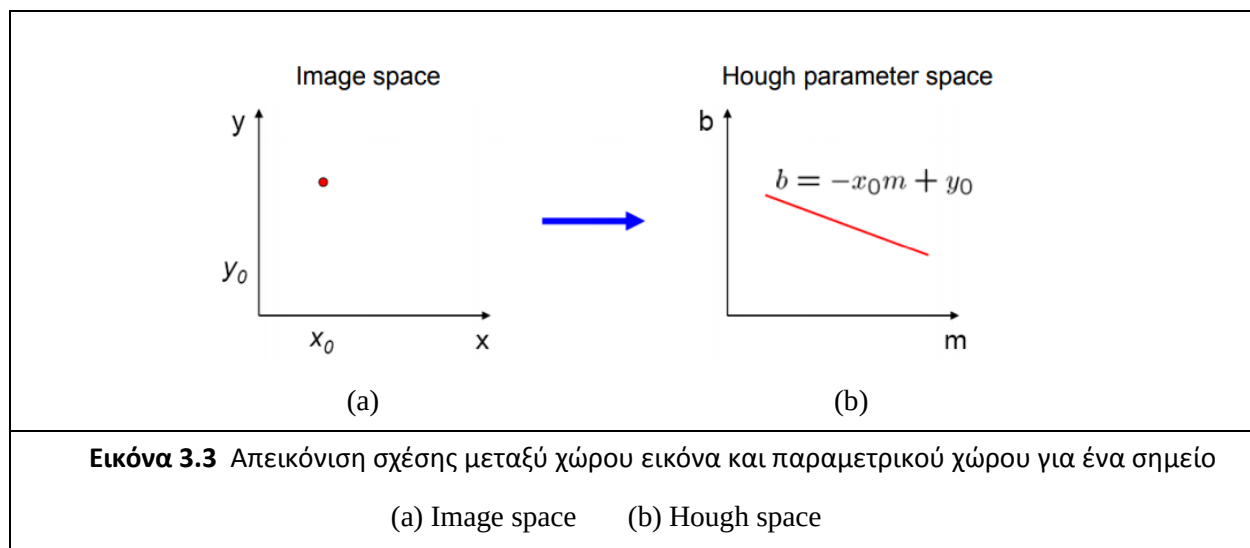 Image space
Hough parameter space
y
y₀
x₀
x
b
b = −x₀m + y₀
m
(a)
(b)
Εικόνα 3.3 Απεικόνιση σχέσης μεταξύ χώρου εικόνα και παραμετρικού χώρου για ένα σημείο
(a) Image space (b) Hough space